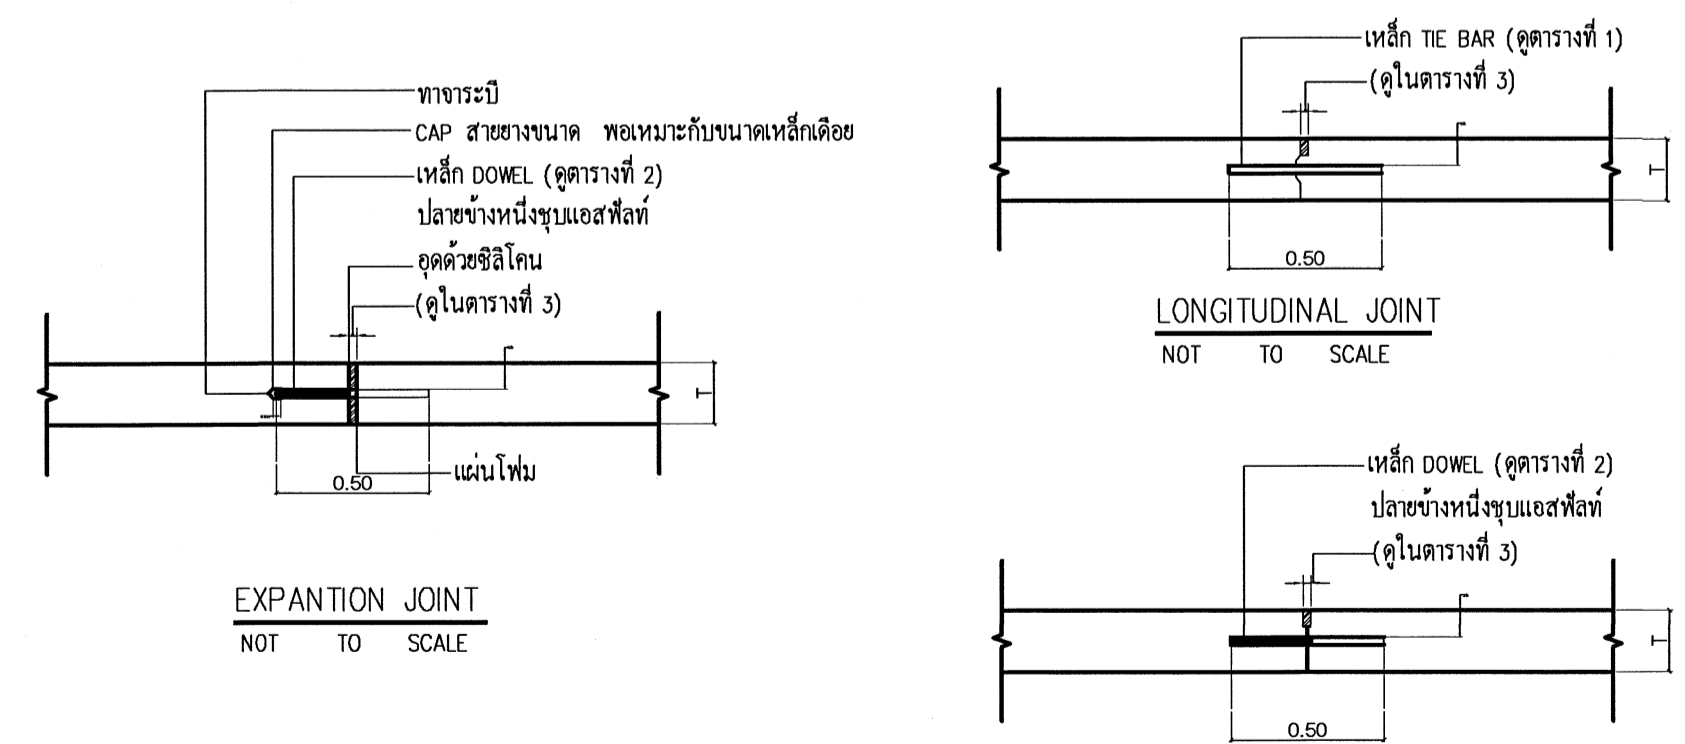 ทาจาระบี
CAP สายยางขนาด พอเหมาะกับขนาดเหล็กเดือย
เหล็ก DOWEL (ดูตารางที่ 2)
ปลายข้างหนึ่งชุบแอสฟัลท์
อุดด้วยซิลิโคน
(ดูในตารางที่ 3)
T
แผ่นโฟม
0.50
EXPANTION JOINT
NOT TO SCALE
เหล็ก TIE BAR (ดูตารางที่ 1)
(ดูในตารางที่ 3)
T
0.50
LONGITUDINAL JOINT
NOT TO SCALE
เหล็ก DOWEL (ดูตารางที่ 2)
ปลายข้างหนึ่งชุบแอสฟัลท์
(ดูในตารางที่ 3)
T
0.50